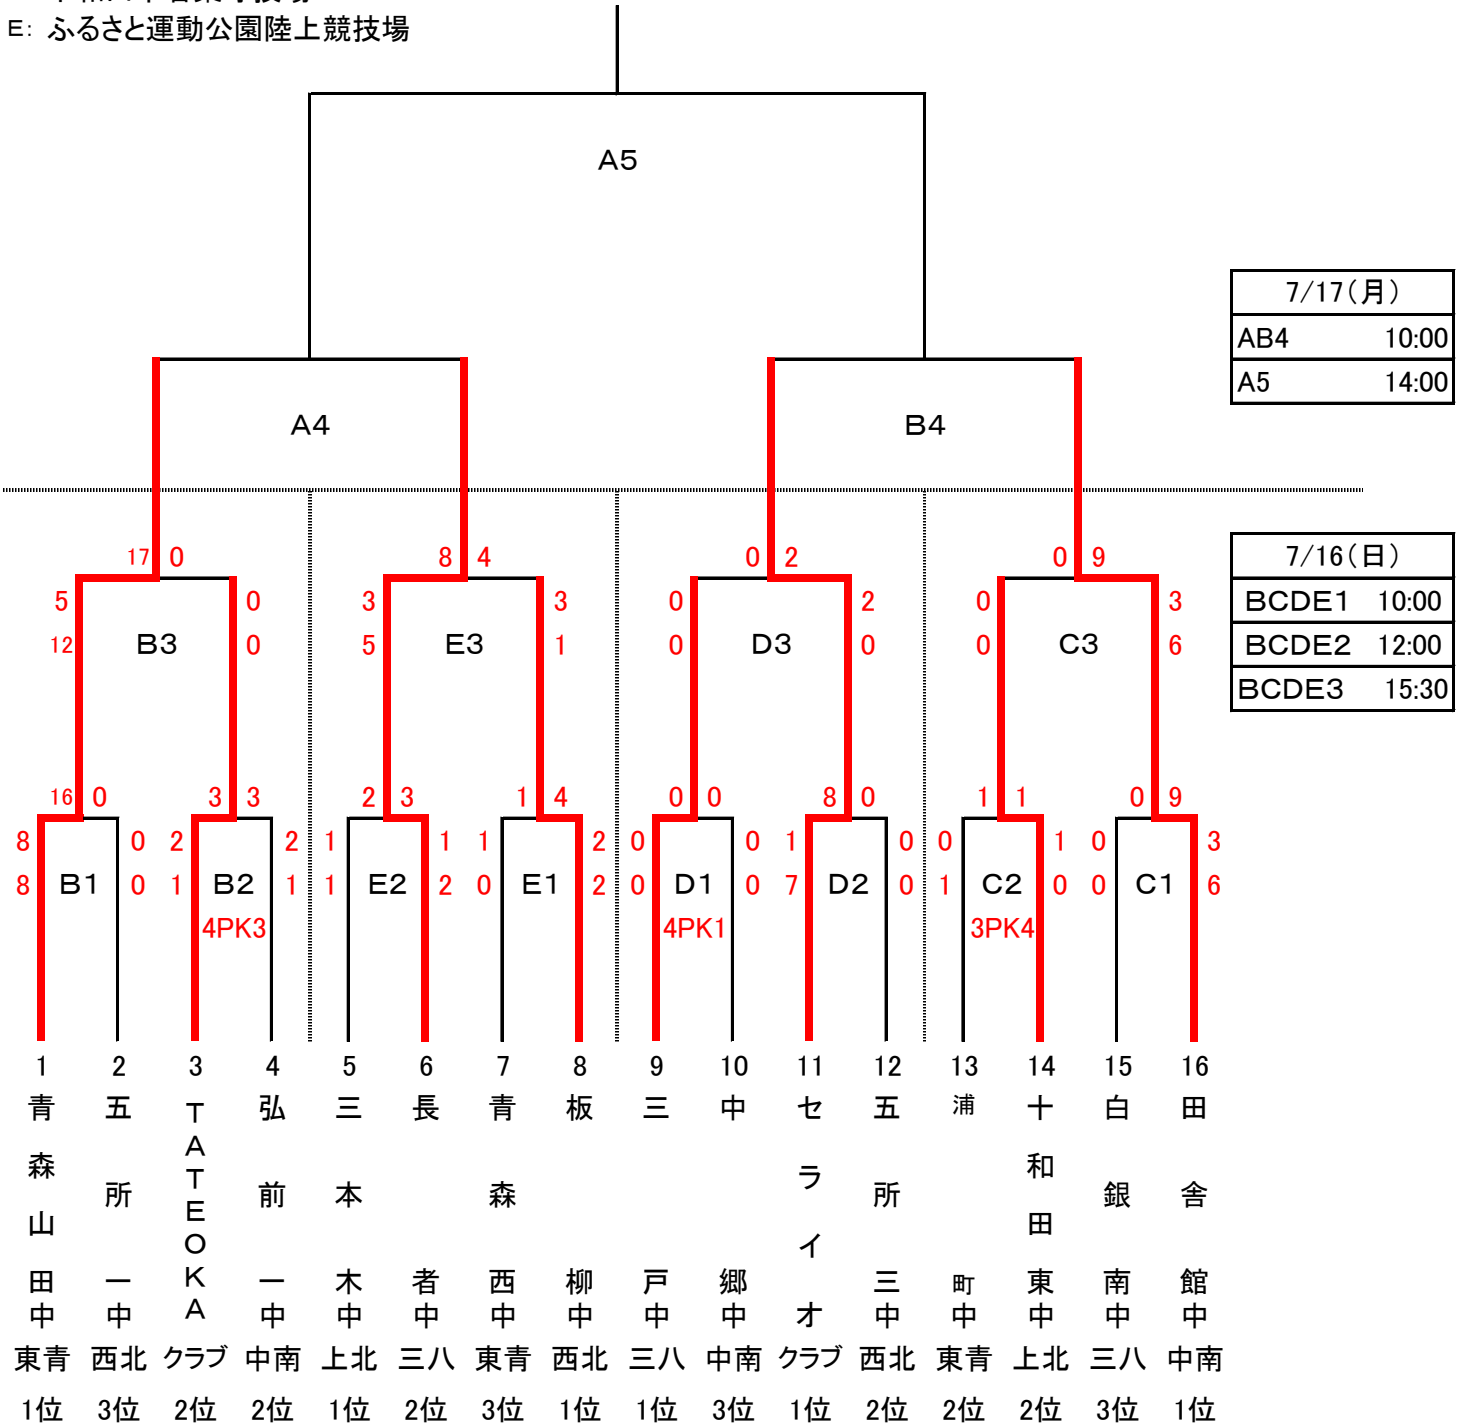 E: ふるさと運動公園陸上競技場
A5
7/17(月)
AB4 10:00
A5 14:00
A4 B4
17 0 8 4 0 2 0 9
7/16(日)
BCDE1 10:00
BCDE2 12:00
BCDE3 15:30
5 0 3 3 0 2 0 3
12 B3 0 5 E3 1 0 D3 0 0 C3 6
16 0 3 3 2 3 1 4 0 0 8 0 1 1 0 9
8 0 2 2 1 1 1 2 0 0 1 0 0 1 0 3
8 B1 0 1 B2 1 1 E2 2 0 E1 2 0 D1 0 7 D2 0 1 C2 0 0 C1 6
4PK3 4PK1 3PK4
1 2 3 4 5 6 7 8 9 10 11 12 13 14 15 16
青森山田中
五所一中
TATEOKA
弘前一中
三本木中
長者中
青森西中
板柳中
三戸中
中郷中
セライオ
五所三中
浦町中
十和田東中
白銀南中
田舎館中
東青 西北 クラブ 中南 上北 三八 東青 西北 三八 中南 クラブ 西北 東青 上北 三八 中南
1位 3位 2位 2位 1位 2位 3位 1位 1位 3位 1位 2位 2位 2位 3位 1位